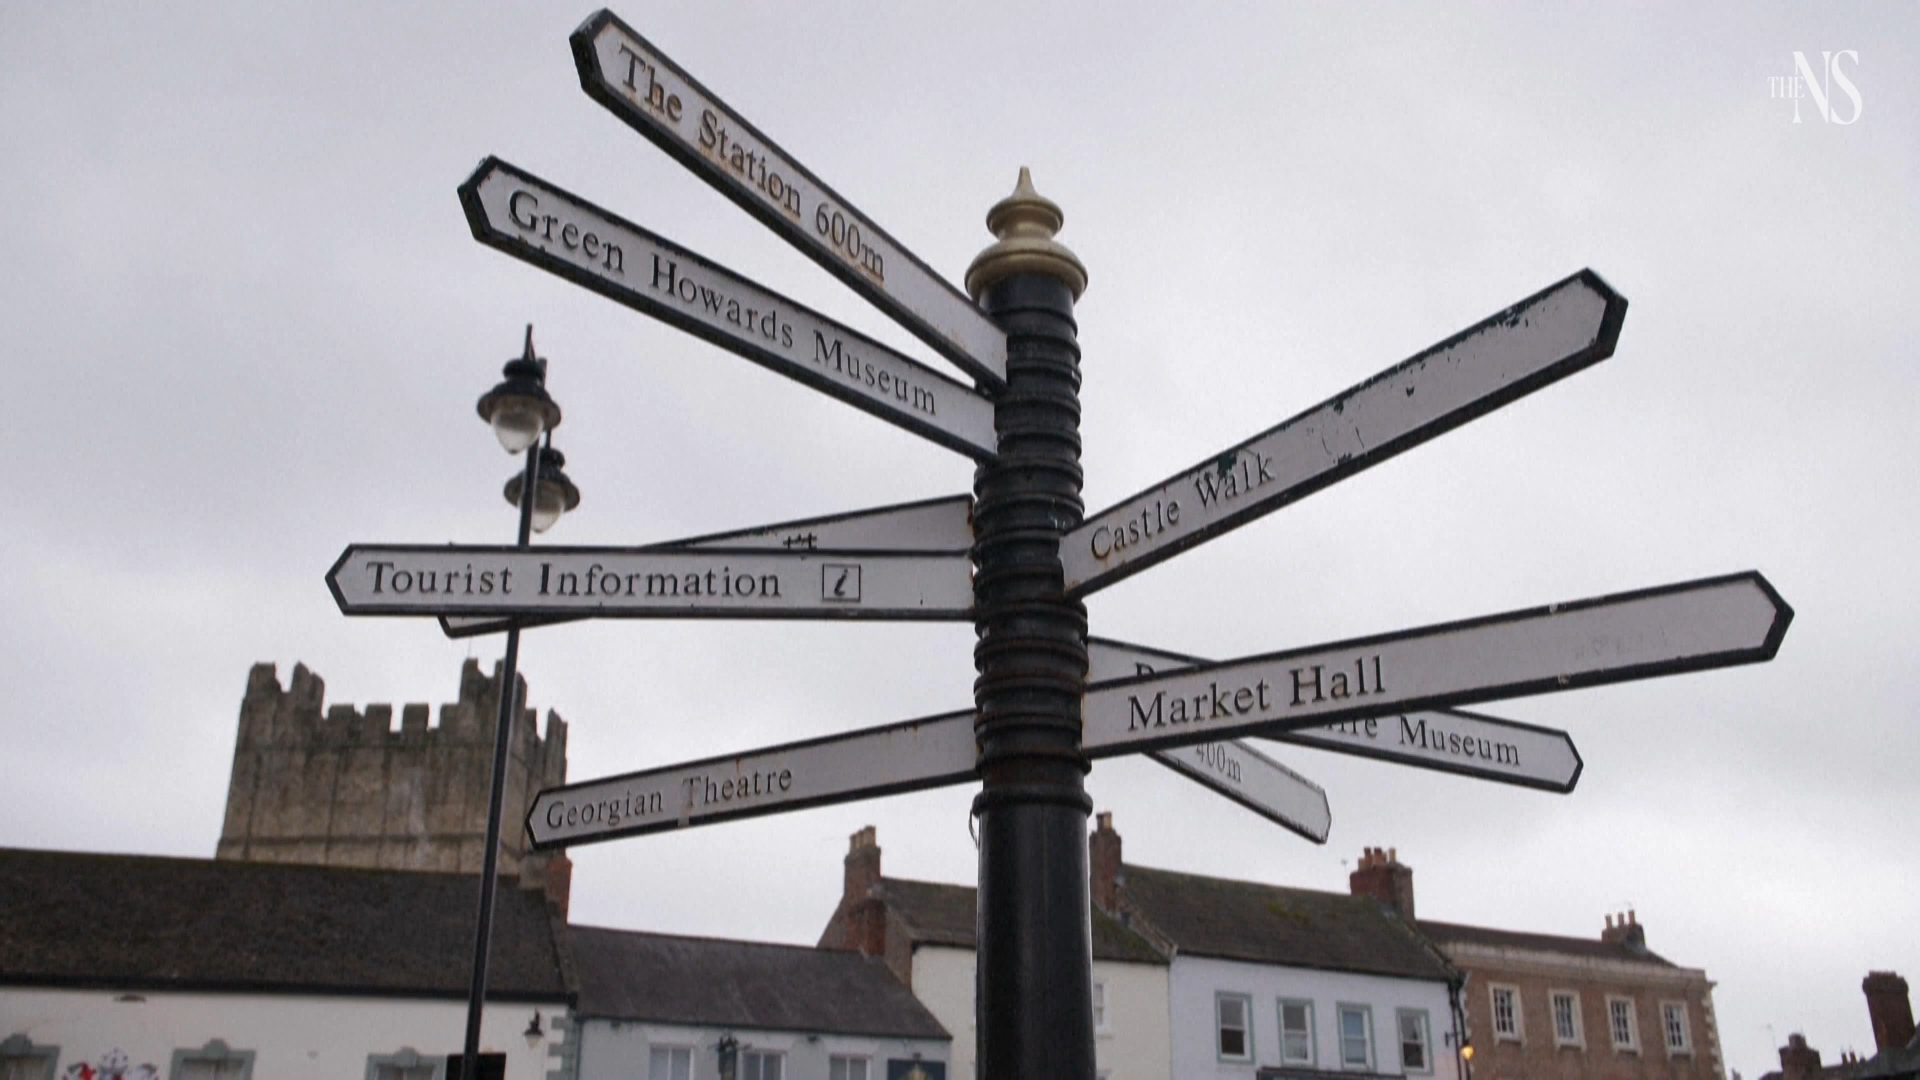 THE NS
The Station 600m
Green Howards Museum
Castle Walk
Tourist Information i
Market Hall
Museum
400m
Georgian Theatre